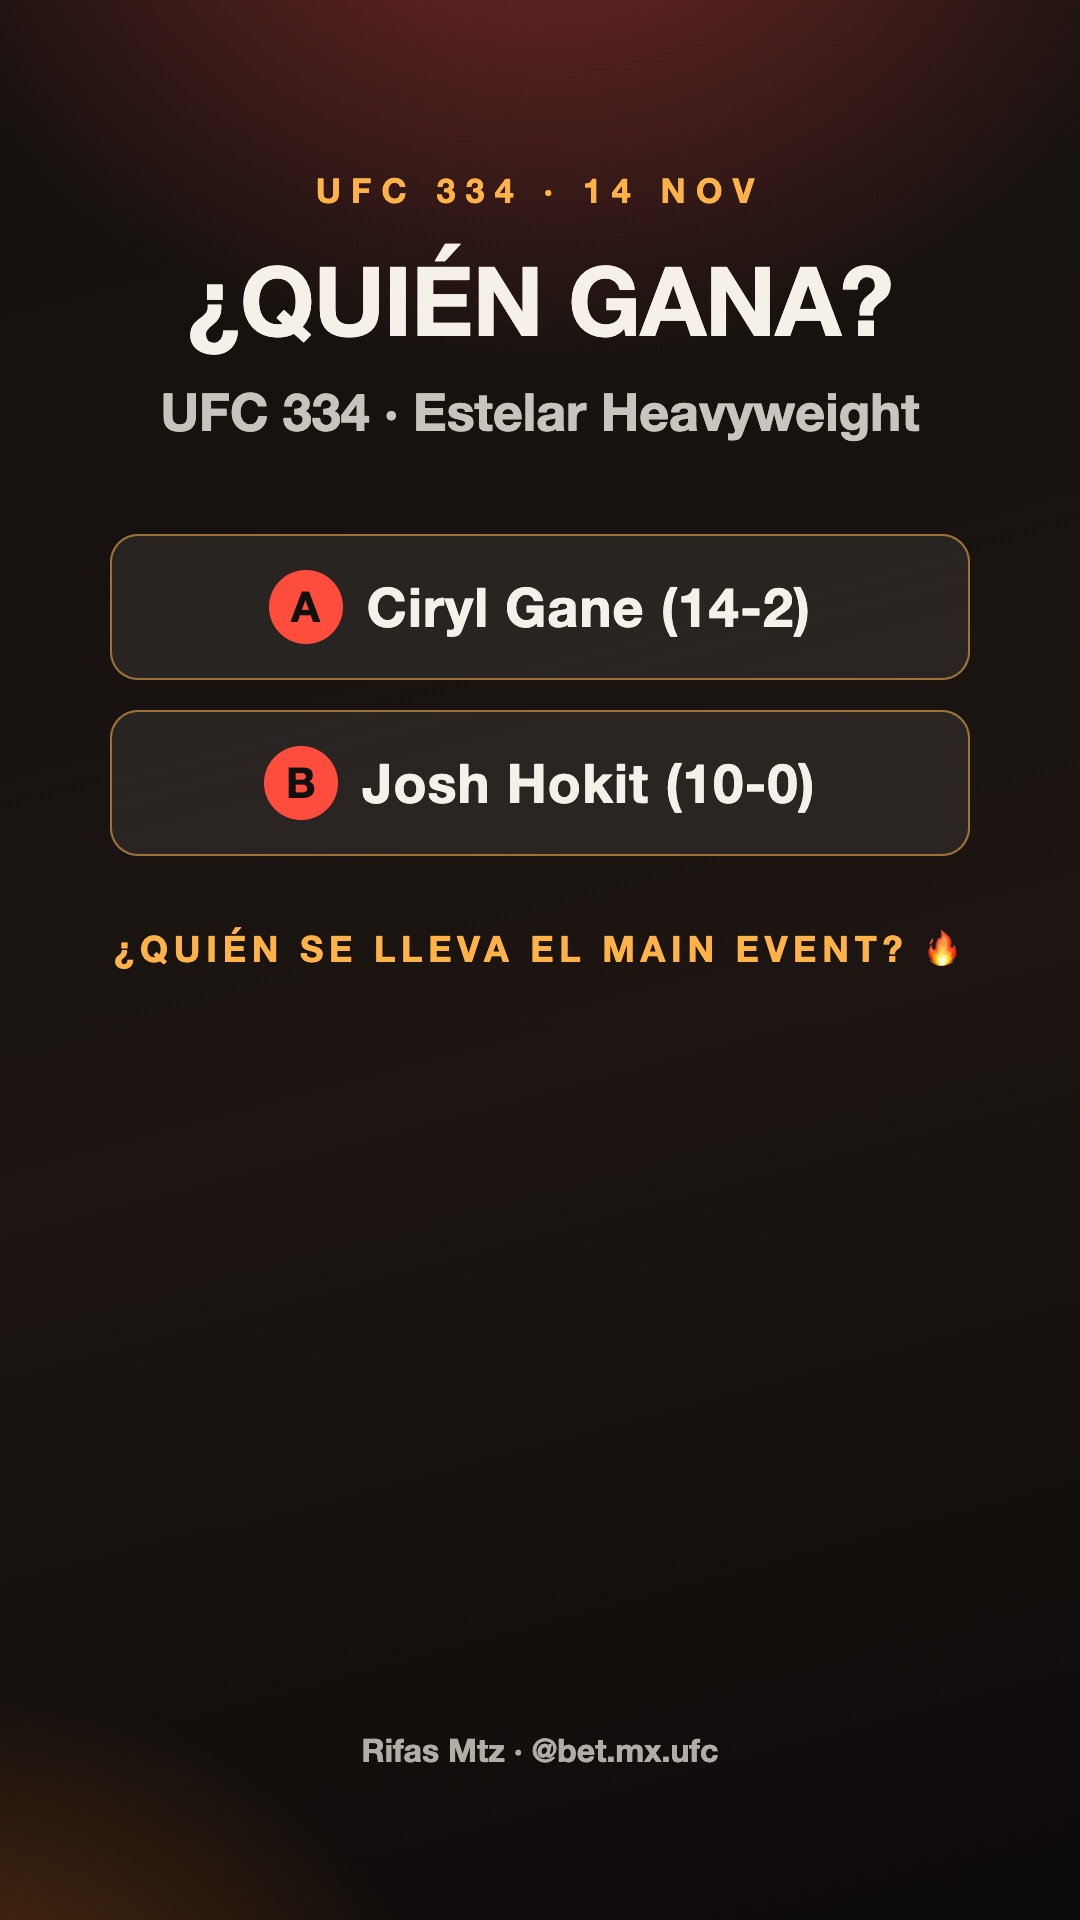 UFC 334 · 14 NOV
¿QUIÉN GANA?
UFC 334 · Estelar Heavyweight
A Ciryl Gane (14-2)
B Josh Hokit (10-0)
¿QUIÉN SE LLEVA EL MAIN EVENT? 🔥
Rifas Mtz · @bet.mx.ufc